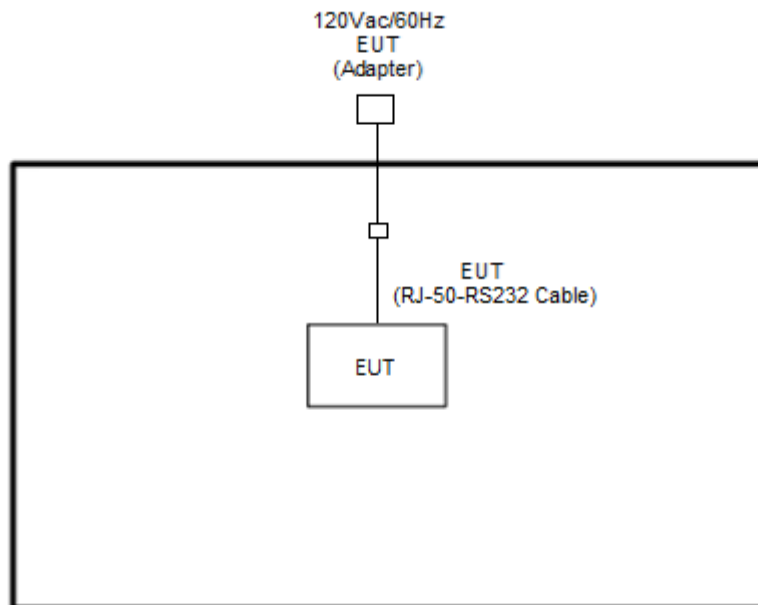 120Vac/60Hz
EUT
(Adapter)
EUT
(RJ-50-RS232 Cable)
EUT